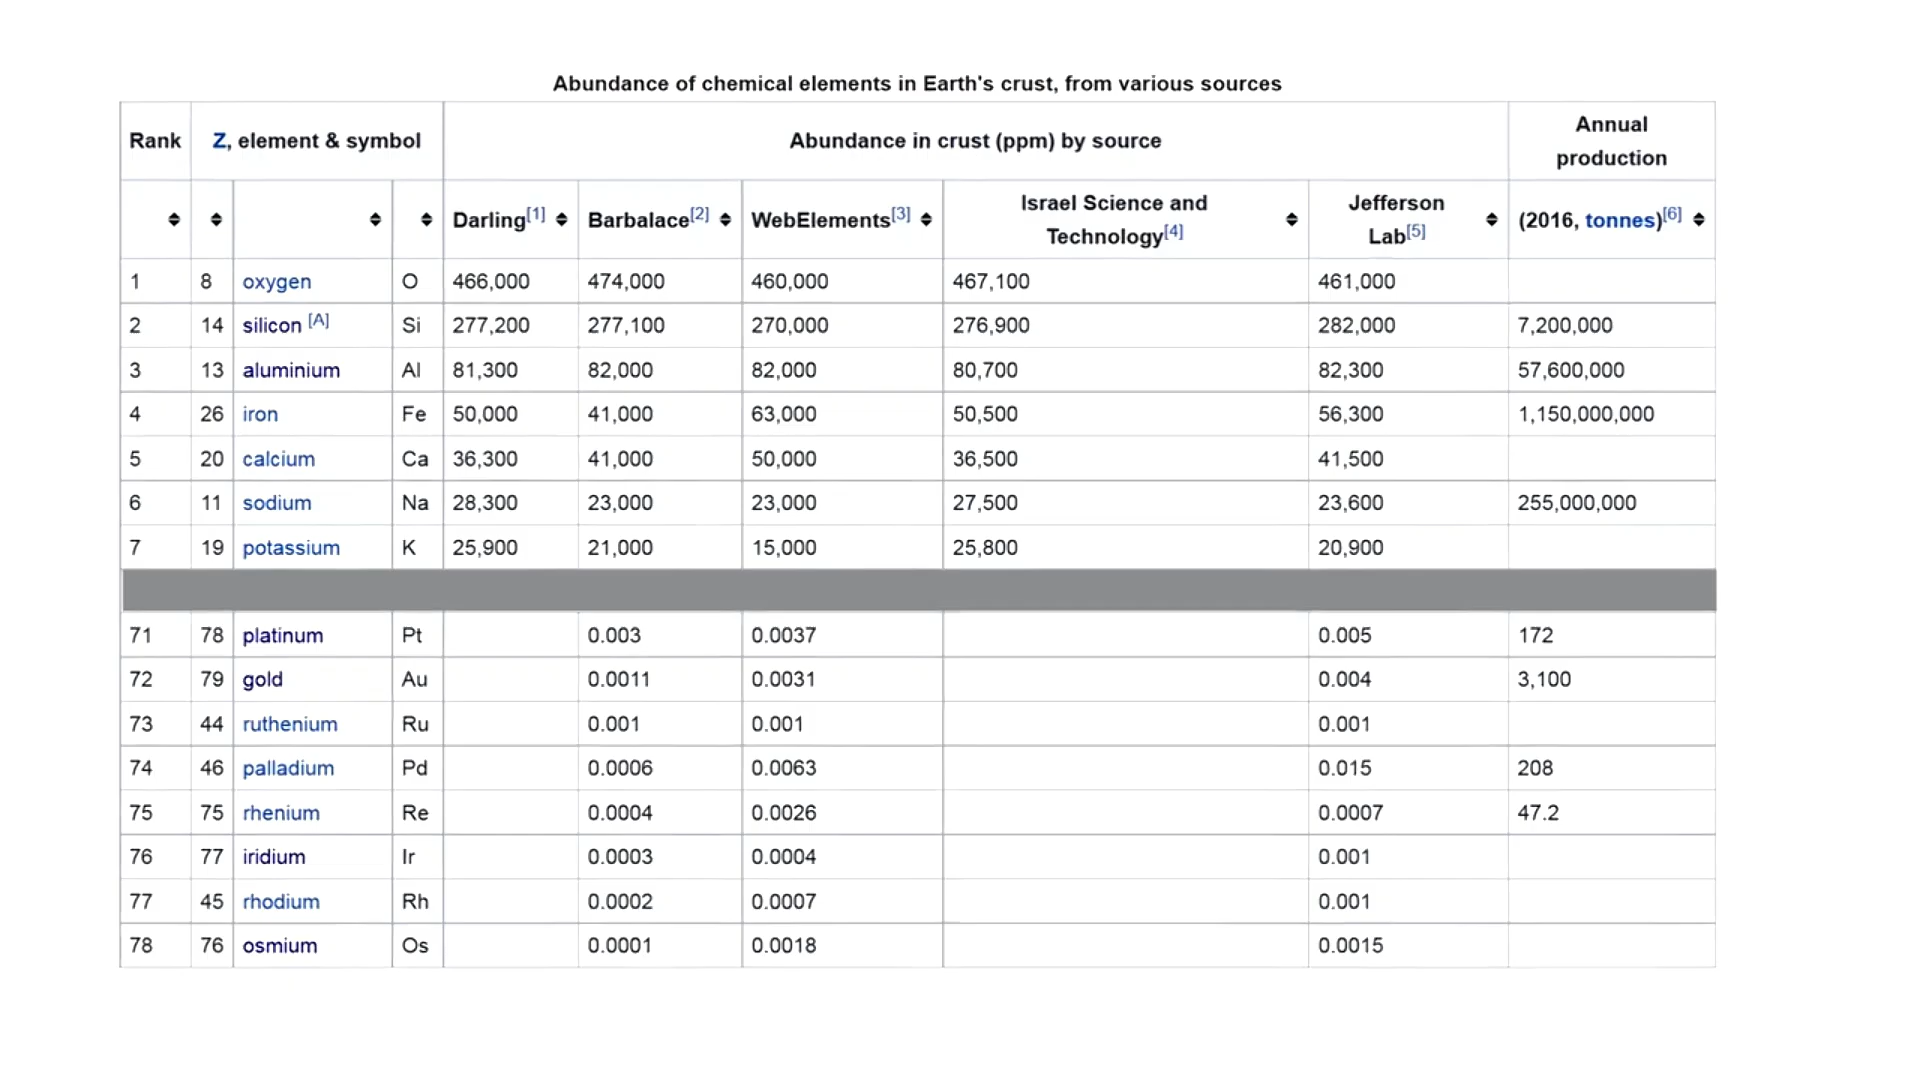 Abundance of chemical elements in Earth's crust, from various sources
Rank Z, element & symbol Abundance in crust (ppm) by source Annual production
Darling[1] Barbalace[2] WebElements[3] Israel Science and Technology[4] Jefferson Lab[5] (2016, tonnes)[6]
1 8 oxygen O 466,000 474,000 460,000 467,100 461,000
2 14 silicon [A] Si 277,200 277,100 270,000 276,900 282,000 7,200,000
3 13 aluminium Al 81,300 82,000 82,000 80,700 82,300 57,600,000
4 26 iron Fe 50,000 41,000 63,000 50,500 56,300 1,150,000,000
5 20 calcium Ca 36,300 41,000 50,000 36,500 41,500
6 11 sodium Na 28,300 23,000 23,000 27,500 23,600 255,000,000
7 19 potassium K 25,900 21,000 15,000 25,800 20,900
71 78 platinum Pt 0.003 0.0037 0.005 172
72 79 gold Au 0.0011 0.0031 0.004 3,100
73 44 ruthenium Ru 0.001 0.001 0.001
74 46 palladium Pd 0.0006 0.0063 0.015 208
75 75 rhenium Re 0.0004 0.0026 0.0007 47.2
76 77 iridium Ir 0.0003 0.0004 0.001
77 45 rhodium Rh 0.0002 0.0007 0.001
78 76 osmium Os 0.0001 0.0018 0.0015